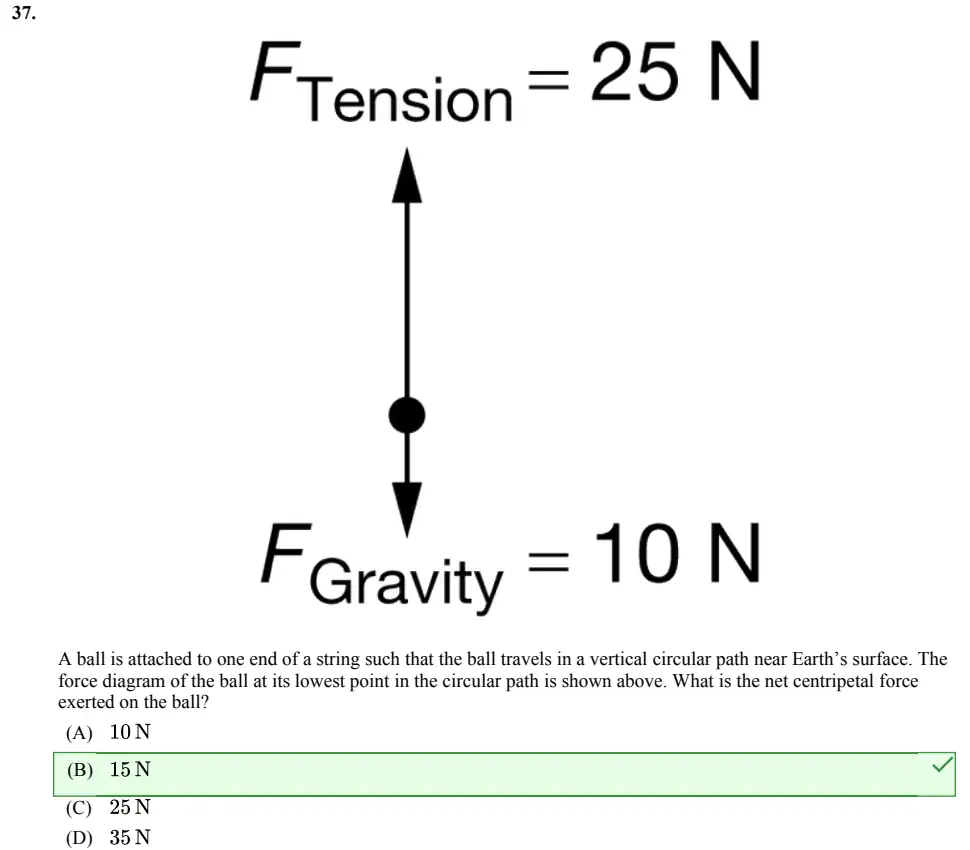 37.
F Tension = 25 N
F Gravity = 10 N
A ball is attached to one end of a string such that the ball travels in a vertical circular path near Earth’s surface. The
force diagram of the ball at its lowest point in the circular path is shown above. What is the net centripetal force
exerted on the ball?
(A) 10 N
(B) 15 N
(C) 25 N
(D) 35 N